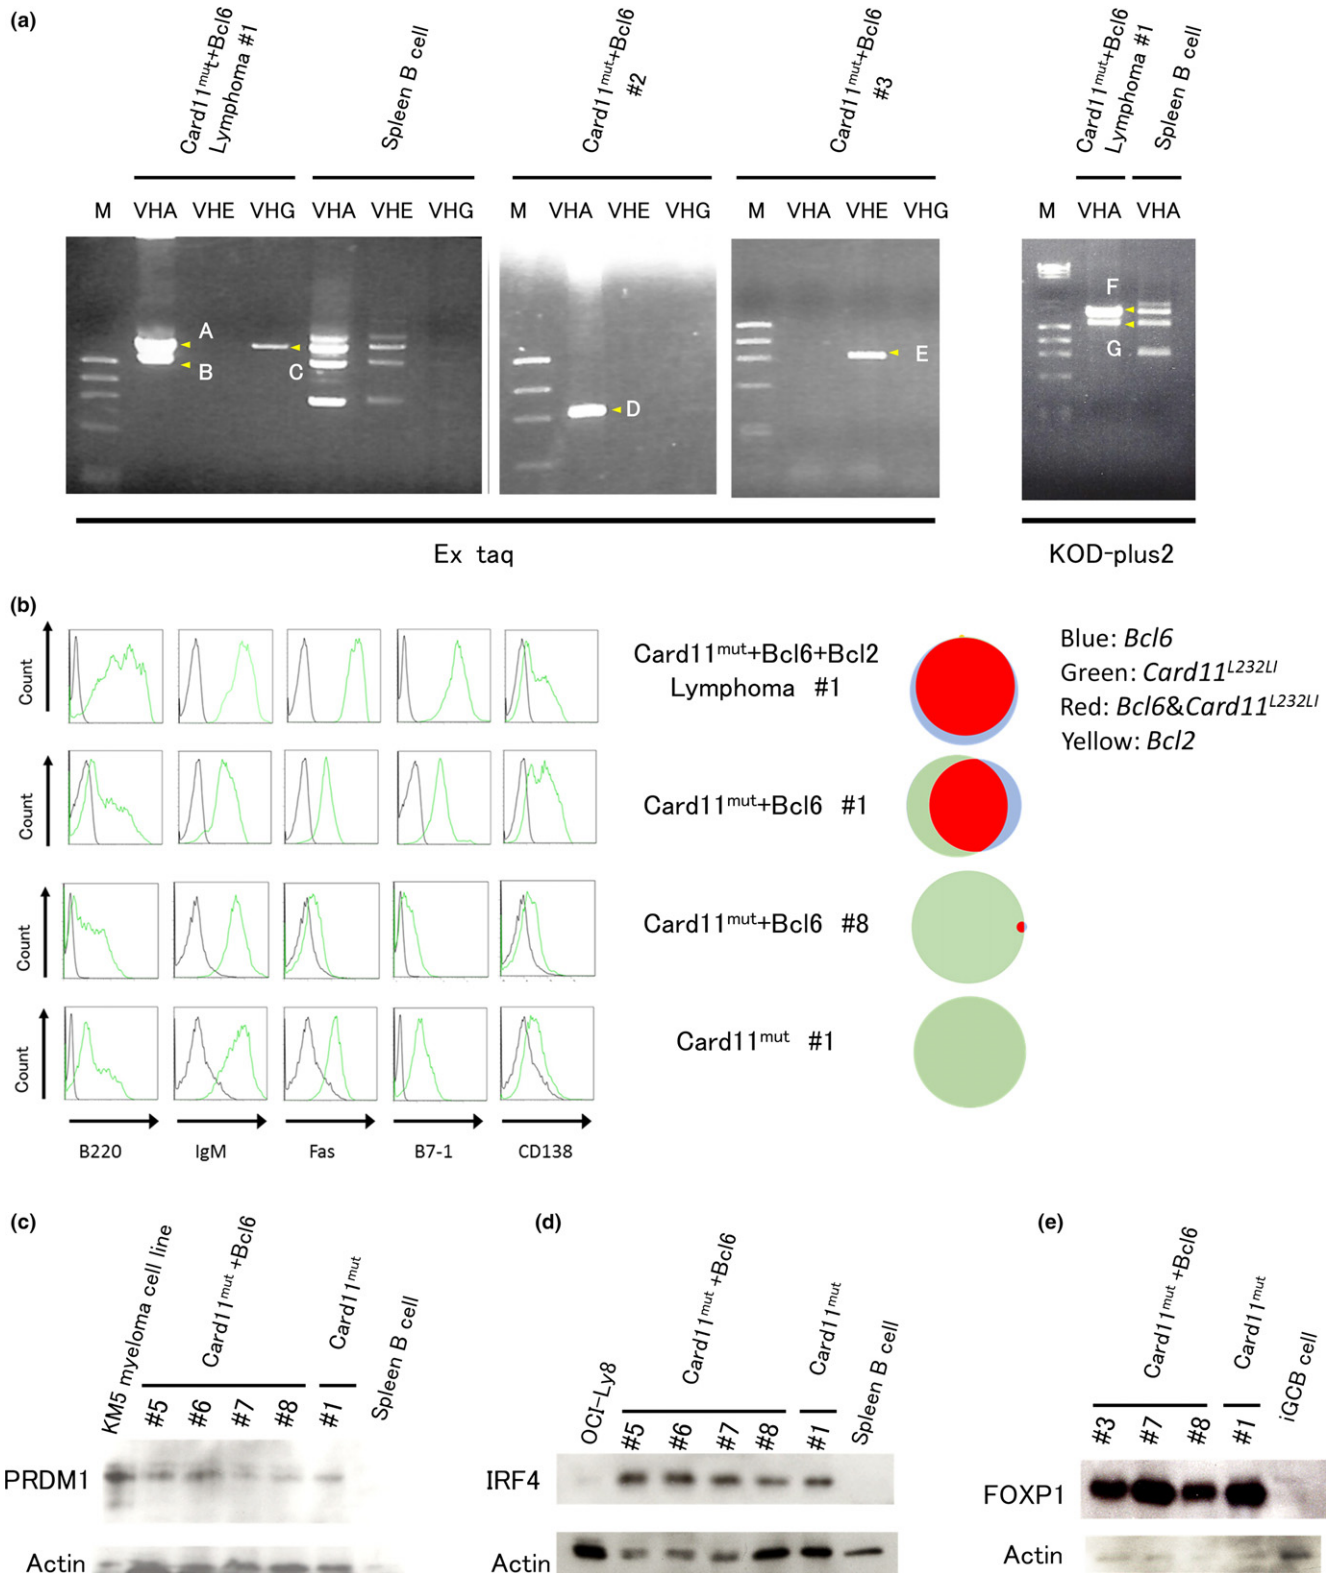 (a)
Card11mut+Bcl6
Lymphoma #1
Spleen B cell
Card11mut+Bcl6
#2
Card11mut+Bcl6
#3
Card11mut+Bcl6
Lymphoma #1
Spleen B cell
M VHA VHE VHG VHA VHE VHG
M VHA VHE VHG
M VHA VHE VHG
M VHA VHA
A
B
C
D
E
F
G
Ex taq
KOD-plus2
(b)
Count
Count
Count
Count
B220
IgM
Fas
B7-1
CD138
Card11mut+Bcl6+Bcl2
Lymphoma #1
Card11mut+Bcl6 #1
Card11mut+Bcl6 #8
Card11mut #1
Blue: Bcl6
Green: Card11L232LI
Red: Bcl6&Card11L232LI
Yellow: Bcl2
(c)
KM5 myeloma cell line
Card11mut+Bcl6
Card11mut
Spleen B cell
#5
#6
#7
#8
#1
PRDM1
Actin
(d)
OCI-Ly8
Card11mut+Bcl6
Card11mut
Spleen B cell
#5
#6
#7
#8
#1
IRF4
Actin
(e)
Card11mut+Bcl6
Card11mut
iGCB cell
#3
#7
#8
#1
FOXP1
Actin